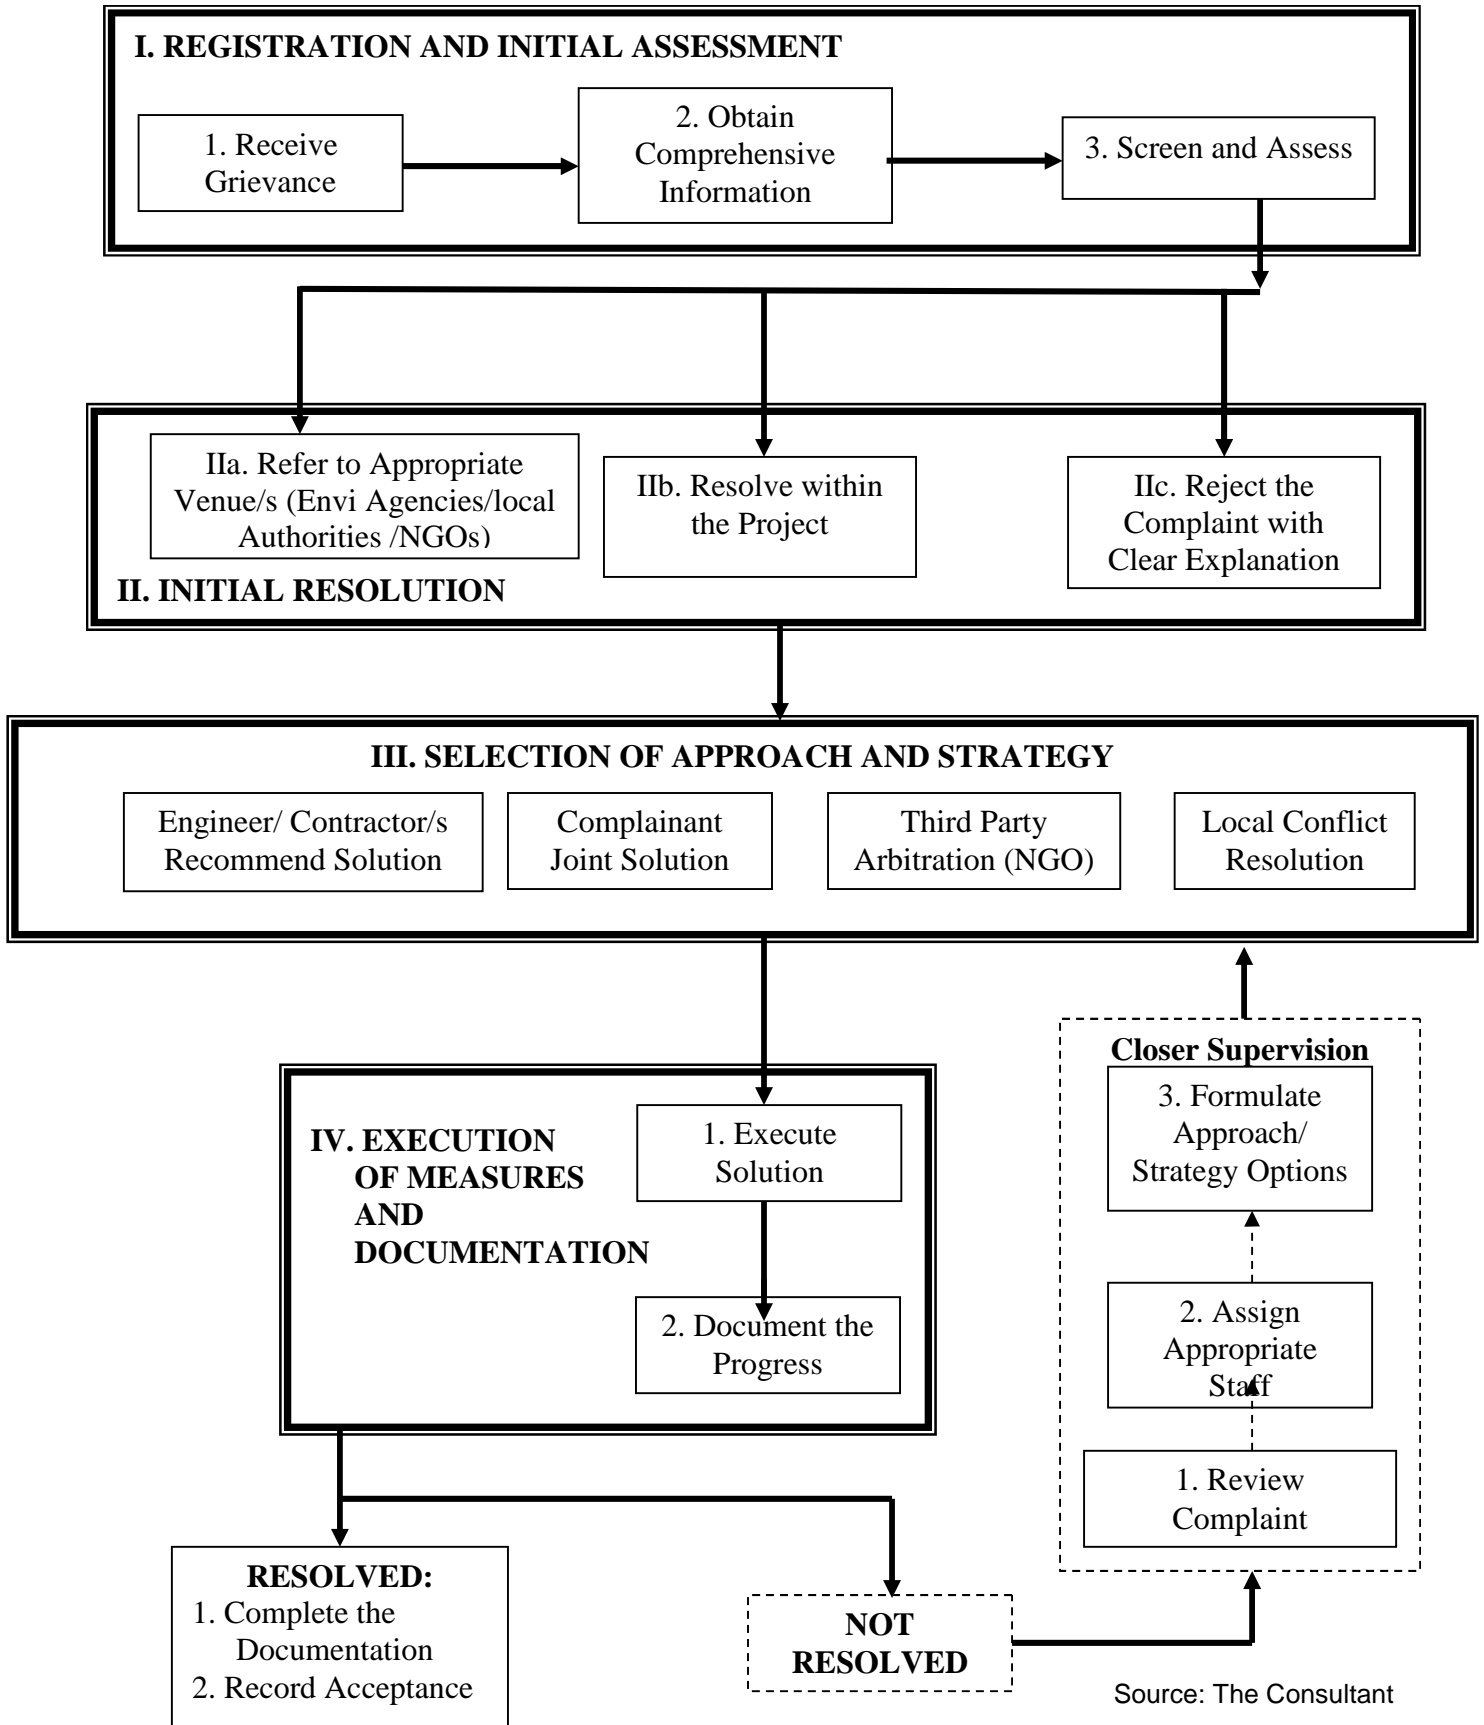 I. REGISTRATION AND INITIAL ASSESSMENT
1. Receive
Grievance
2. Obtain
Comprehensive
Information
3. Screen and Assess
IIa. Refer to Appropriate
Venue/s (Envi Agencies/local
Authorities /NGOs)
IIb. Resolve within
the Project
IIc. Reject the
Complaint with
Clear Explanation
II. INITIAL RESOLUTION
III. SELECTION OF APPROACH AND STRATEGY
Engineer/ Contractor/s
Recommend Solution
Complainant
Joint Solution
Third Party
Arbitration (NGO)
Local Conflict
Resolution
IV. EXECUTION
OF MEASURES
AND
DOCUMENTATION
1. Execute
Solution
2. Document the
Progress
Closer Supervision
3. Formulate
Approach/
Strategy Options
2. Assign
Appropriate
Staff
1. Review
Complaint
RESOLVED:
1. Complete the
Documentation
2. Record Acceptance
NOT
RESOLVED
Source: The Consultant